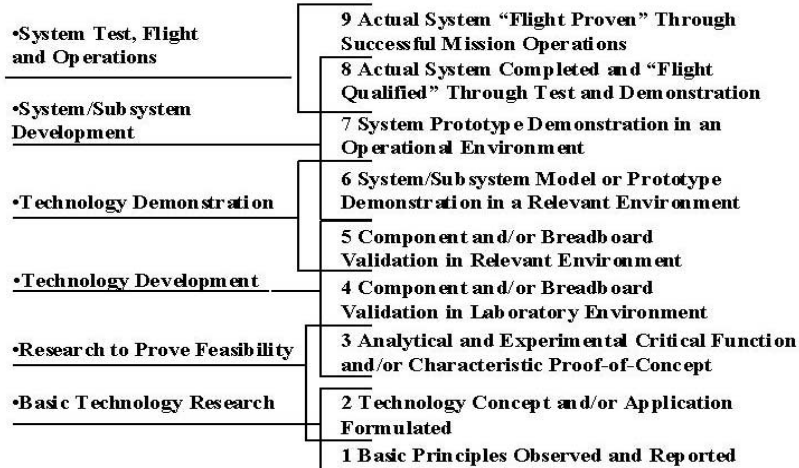 •System Test, Flight
and Operations
•System/Subsystem
Development
•Technology Demonstration
•Technology Development
•Research to Prove Feasibility
•Basic Technology Research
9 Actual System “Flight Proven” Through
Successful Mission Operations
8 Actual System Completed and “Flight
Qualified” Through Test and Demonstration
7 System Prototype Demonstration in an
Operational Environment
6 System/Subsystem Model or Prototype
Demonstration in a Relevant Environment
5 Component and/or Breadboard
Validation in Relevant Environment
4 Component and/or Breadboard
Validation in Laboratory Environment
3 Analytical and Experimental Critical Function
and/or Characteristic Proof-of-Concept
2 Technology Concept and/or Application
Formulated
1 Basic Principles Observed and Reported